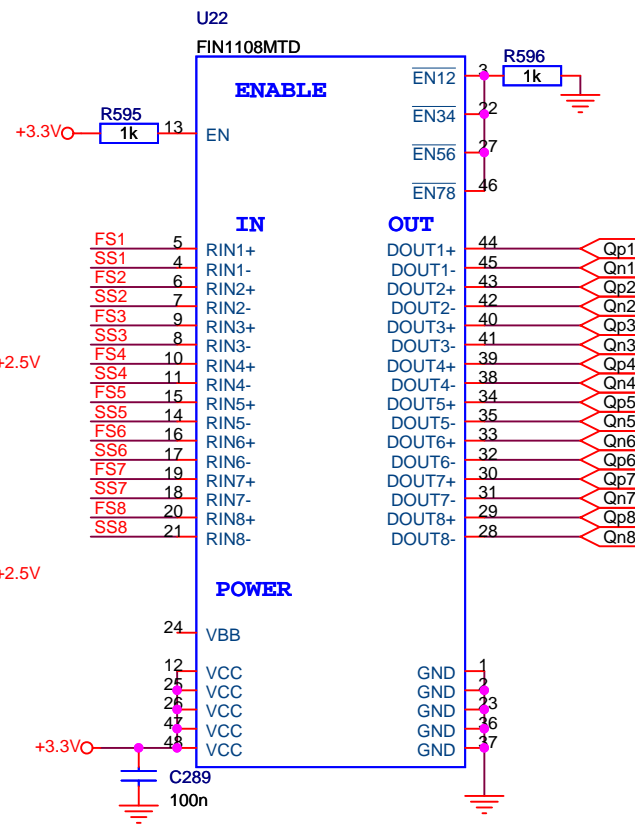 U22
FIN1108MTD
ENABLE
EN12 3 R596 1k
R595 1k
+3.3V 13 EN
EN34 22
EN56 27
EN78 46
IN OUT
FS1 5 RIN1+ DOUT1+ 44 Qp1
SS1 4 RIN1- DOUT1- 45 Qn1
FS2 6 RIN2+ DOUT2+ 43 Qp2
SS2 7 RIN2- DOUT2- 42 Qn2
FS3 9 RIN3+ DOUT3+ 40 Qp3
SS3 8 RIN3- DOUT3- 41 Qn3
+2.5V FS4 10 RIN4+ DOUT4+ 39 Qp4
SS4 11 RIN4- DOUT4- 38 Qn4
FS5 15 RIN5+ DOUT5+ 34 Qp5
SS5 14 RIN5- DOUT5- 35 Qn5
FS6 16 RIN6+ DOUT6+ 33 Qn6
SS6 17 RIN6- DOUT6- 32 Qp6
FS7 19 RIN7+ DOUT7+ 30 Qp7
SS7 18 RIN7- DOUT7- 31 Qn7
FS8 20 RIN8+ DOUT8+ 29 Qp8
SS8 21 RIN8- DOUT8- 28 Qn8
+2.5V
POWER
24 VBB
12 VCC GND 1
25 VCC GND 2
26 VCC GND 23
47 VCC GND 36
+3.3V 48 VCC GND 37
C289
100n